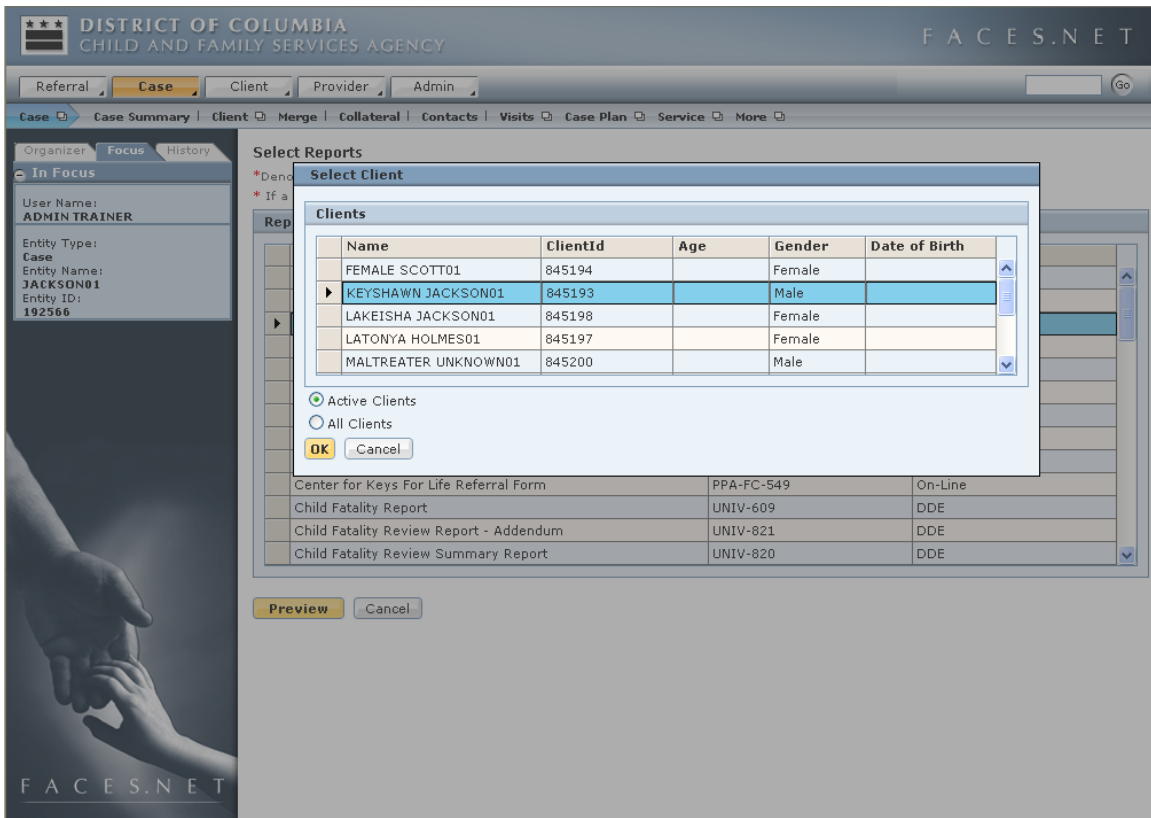 DISTRICT OF COLUMBIA
CHILD AND FAMILY SERVICES AGENCY
FACES.NET
Referral Case Client Provider Admin Go
Case Case Summary | Client Merge | Collateral | Contacts | Visits Case Plan Service More
Organizer Focus History
In Focus
User Name:
ADMIN TRAINER
Entity Type:
Case
Entity Name:
JACKSON01
Entity ID:
192566
Select Reports
*Deno
* If a
Rep
Select Client
Clients
Name ClientId Age Gender Date of Birth
FEMALE SCOTT01 845194 Female
KEYSHAWN JACKSON01 845193 Male
LAKEISHA JACKSON01 845198 Female
LATONYA HOLMES01 845197 Female
MALTREATER UNKNOWN01 845200 Male
Active Clients
All Clients
OK Cancel
Center for Keys For Life Referral Form PPA-FC-549 On-Line
Child Fatality Report UNIV-609 DDE
Child Fatality Review Report - Addendum UNIV-821 DDE
Child Fatality Review Summary Report UNIV-820 DDE
Preview Cancel
FACES.NET